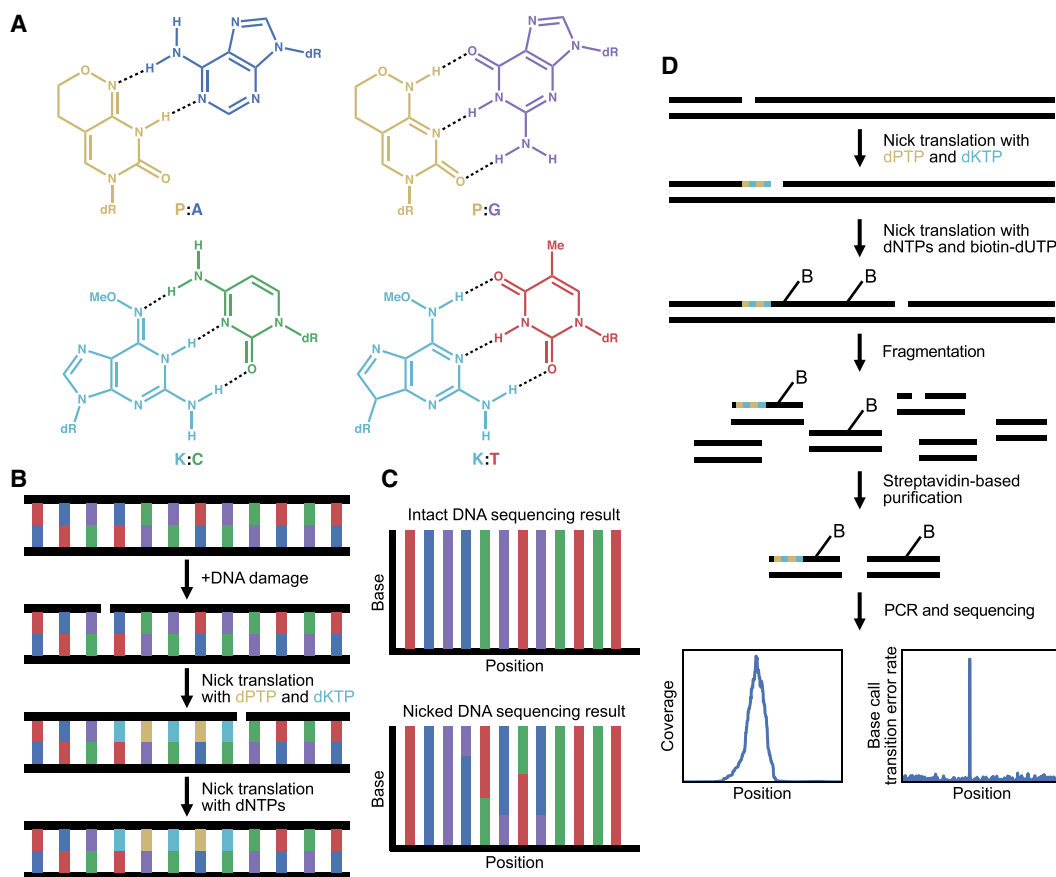 A
H
N
H
O
N
N
H
N
O
N
dR
N
N
N
N
dR
P:A
O
N
H
N
O
N
dR
O
H
N
N
H
N
H
N
N
dR
P:G
MeO
N
N
H
N
N
N
dR
N
H
H
H
N
H
N
N
O
dR
K:C
MeO
N
H
N
N
N
dR
N
H
H
Me
O
H
N
O
N
dR
K:T
B
+DNA damage
Nick translation
with dPTP and dKTP
Nick translation
with dNTPs
C
Intact DNA sequencing result
Base
Position
Nicked DNA sequencing result
Base
Position
D
Nick translation with
dPTP and dKTP
Nick translation with
dNTPs and biotin-dUTP
B
B
Fragmentation
B
B
Streptavidin-based
purification
B
B
PCR and sequencing
Coverage
Position
Base call
transition error rate
Position